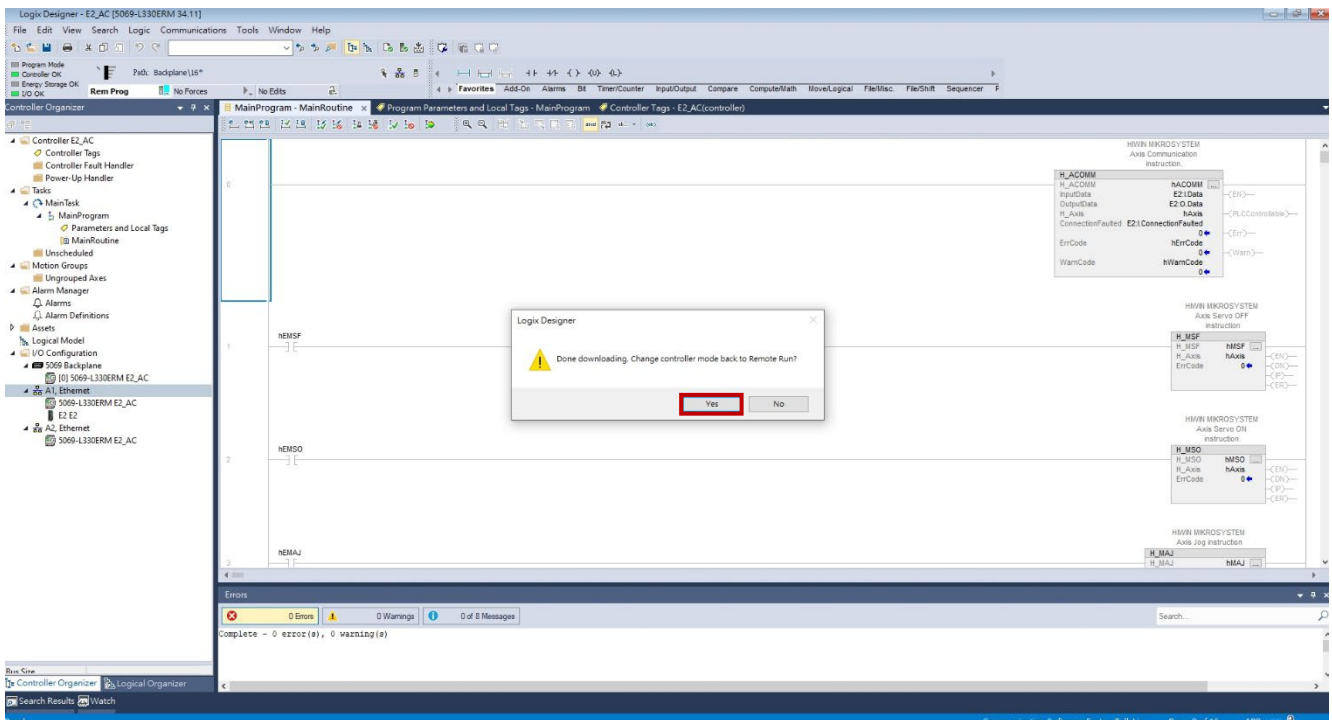 Logix Designer - E2_AC [5069-L330ERM 34.11]
File Edit View Search Logic Communications Tools Window Help
Program Mode
Controller OK
Energy Storage OK
I/O OK
Path: Backplane\16*
Rem Prog No Forces No Edits
Favorites Add-On Alarms Bit Timer/Counter Input/Output Compare Compute/Math Move/Logical File/Misc. File/Shift Sequencer
Controller Organizer
Controller E2_AC
Controller Tags
Controller Fault Handler
Power-Up Handler
Tasks
MainTask
MainProgram
Parameters and Local Tags
MainRoutine
Unscheduled
Motion Groups
Ungrouped Axes
Alarm Manager
Alarms
Alarm Definitions
Assets
Logical Model
I/O Configuration
5069 Backplane
[0] 5069-L330ERM E2_AC
A1, Ethernet
5069-L330ERM E2_AC
E2 E2
A2, Ethernet
5069-L330ERM E2_AC
Controller Organizer Logical Organizer
MainProgram - MainRoutine Program Parameters and Local Tags - MainProgram Controller Tags - E2_AC(controller)
HIWIN MIKROSYSTEM
Axis Communication
instruction.
0
H_ACOMM
H_ACOMM hACOMM
InputData E2:I.Data
OutputData E2:O.Data
H_Axis hAxis
ConnectionFaulted E2:I.ConnectionFaulted
0
ErrCode hErrCode
0
WarnCode hWarnCode
0
(EN)
(PLCControllable)
(Err)
(Warn)
HIWIN MIKROSYSTEM
Axis Servo OFF
instruction
1
hEMSF
H_MSF
H_MSF hMSF
H_Axis hAxis
ErrCode 0
(EN)
(DN)
(IP)
(ER)
HIWIN MIKROSYSTEM
Axis Servo ON
instruction.
2
hEMSO
H_MSO
H_MSO hMSO
H_Axis hAxis
ErrCode 0
(EN)
(DN)
(IP)
(ER)
HIWIN MIKROSYSTEM
Axis Jog instruction
3
hEMAJ
H_MAJ
H_MAJ hMAJ
Logix Designer
Done downloading. Change controller mode back to Remote Run?
Yes No
Errors
0 Errors 0 Warnings 0 of 8 Messages
Search...
Complete - 0 error(s), 0 warning(s)
Search Results Watch